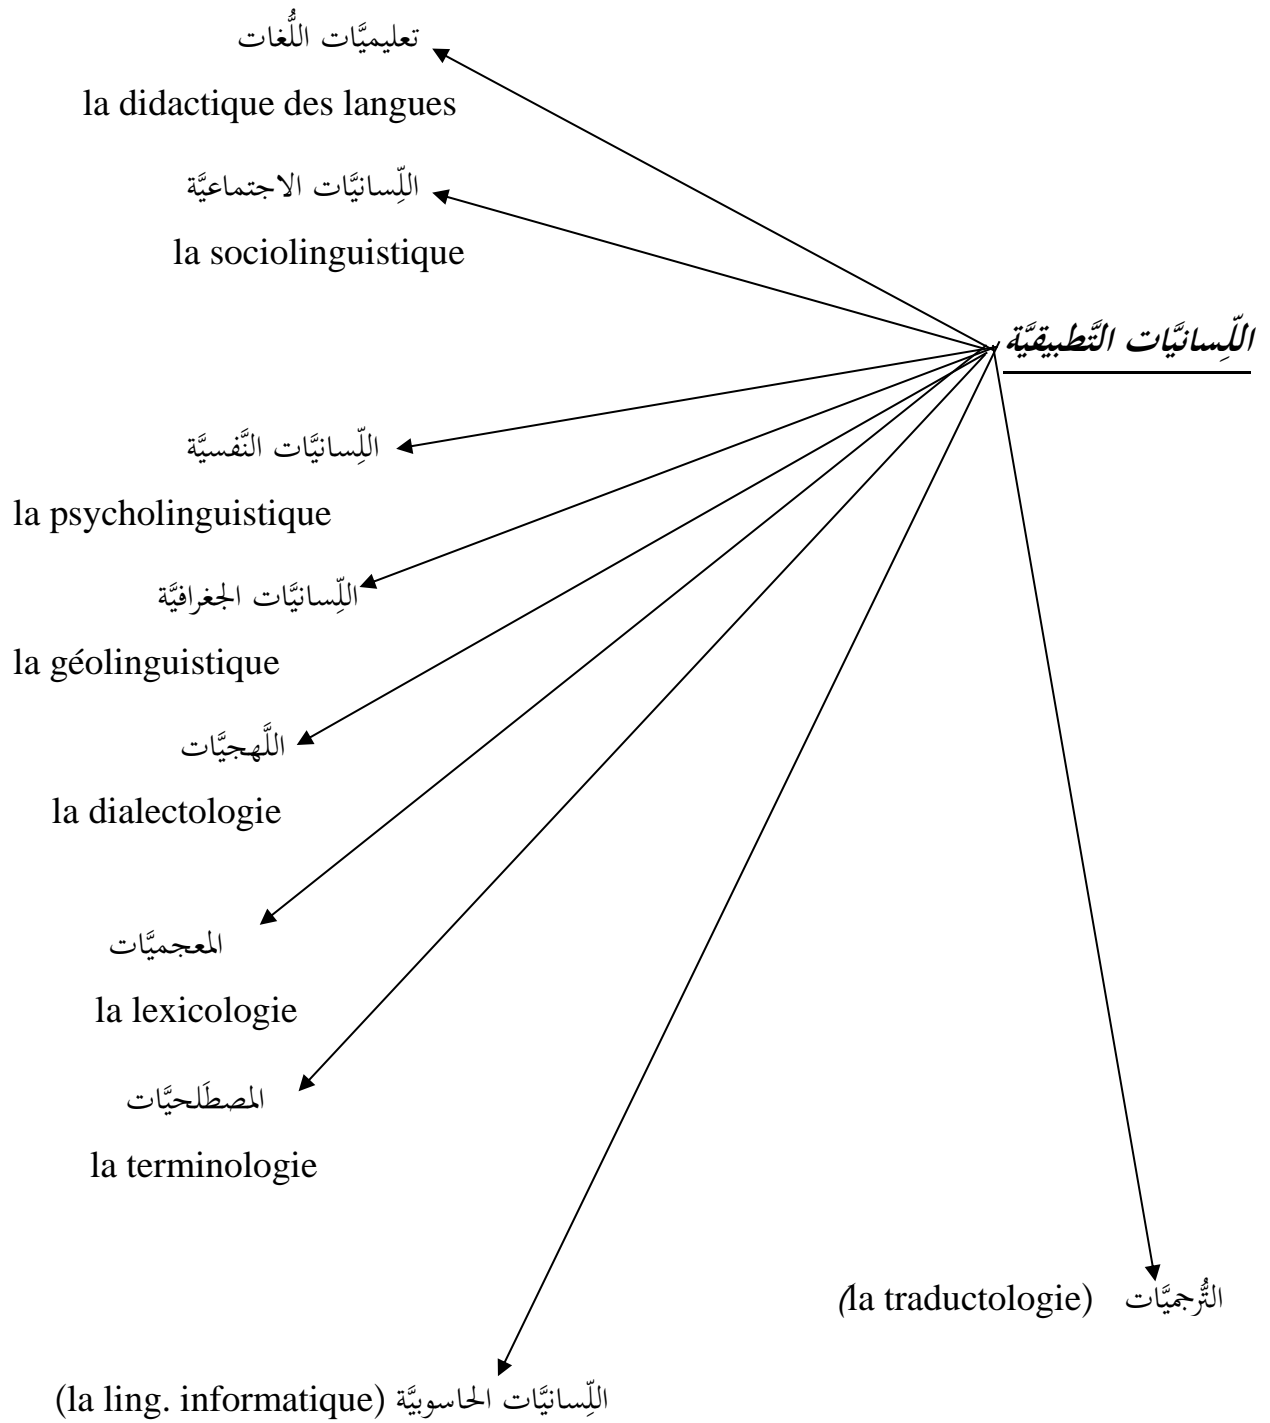 تعليميَّات اللُّغات
la didactique des langues
اللِّسانيَّات الاجتماعيَّة
la sociolinguistique
اللِّسانيَّات التَّطبيقيَّة
اللِّسانيَّات النَّفسيَّة
la psycholinguistique
اللِّسانيَّات الجغرافيَّة
la géolinguistique
اللَّهجيَّات
la dialectologie
المعجميَّات
la lexicologie
المصطَلحيَّات
la terminologie
التُّرجميَّات (la traductologie)
اللِّسانيَّات الحاسوبيَّة (la ling. informatique)